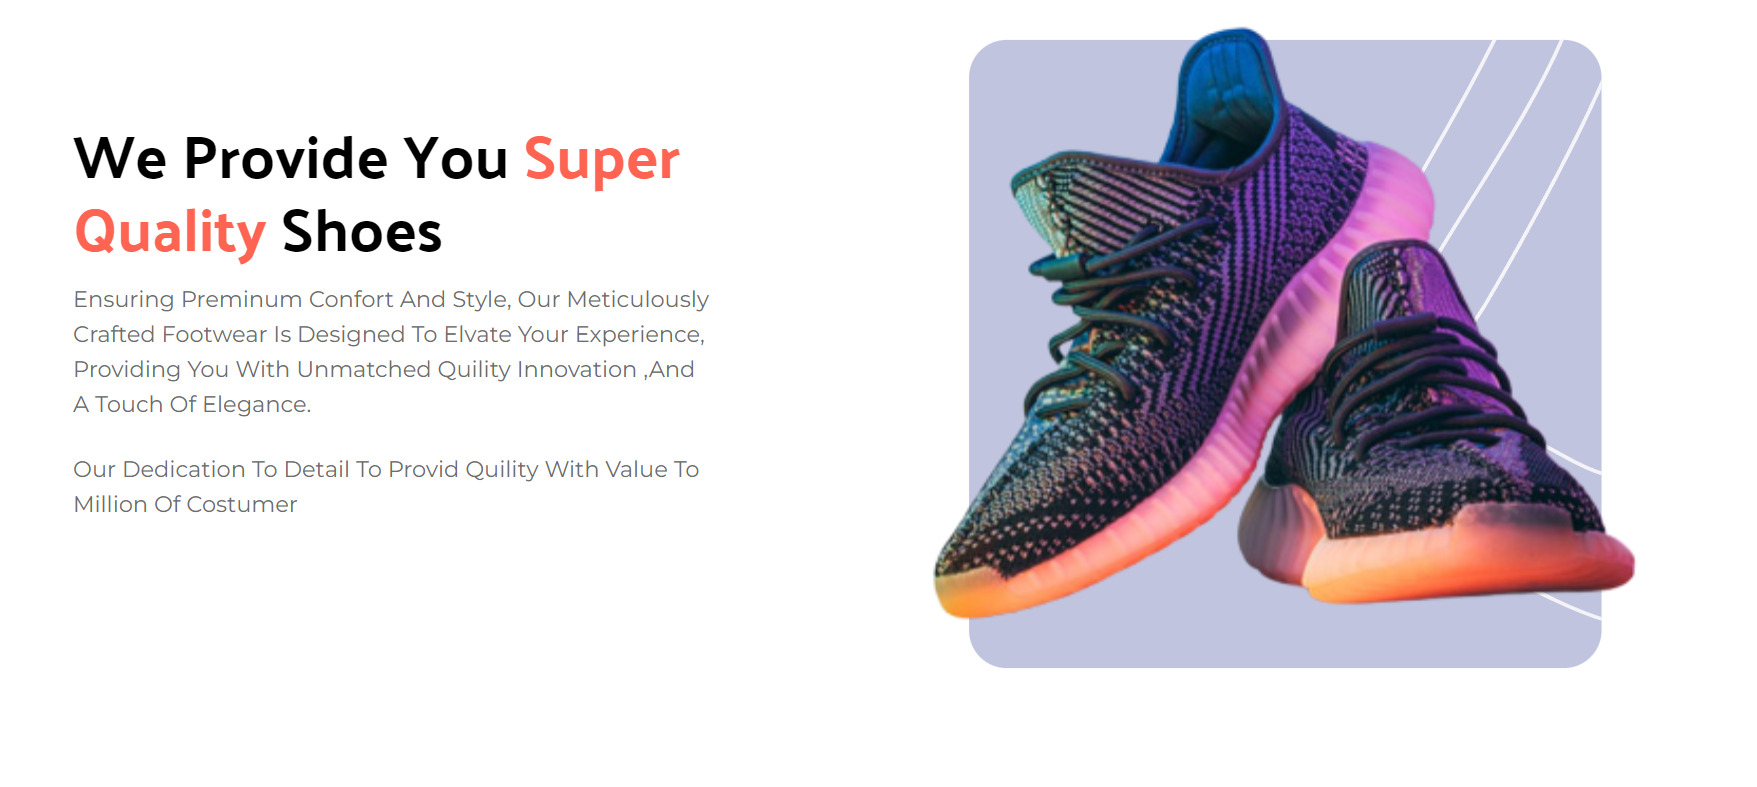 We Provide You Super
Quality Shoes
Ensuring Preminum Confort And Style, Our Meticulously
Crafted Footwear Is Designed To Elvate Your Experience,
Providing You With Unmatched Quility Innovation ,And
A Touch Of Elegance.
Our Dedication To Detail To Provid Quility With Value To
Million Of Costumer